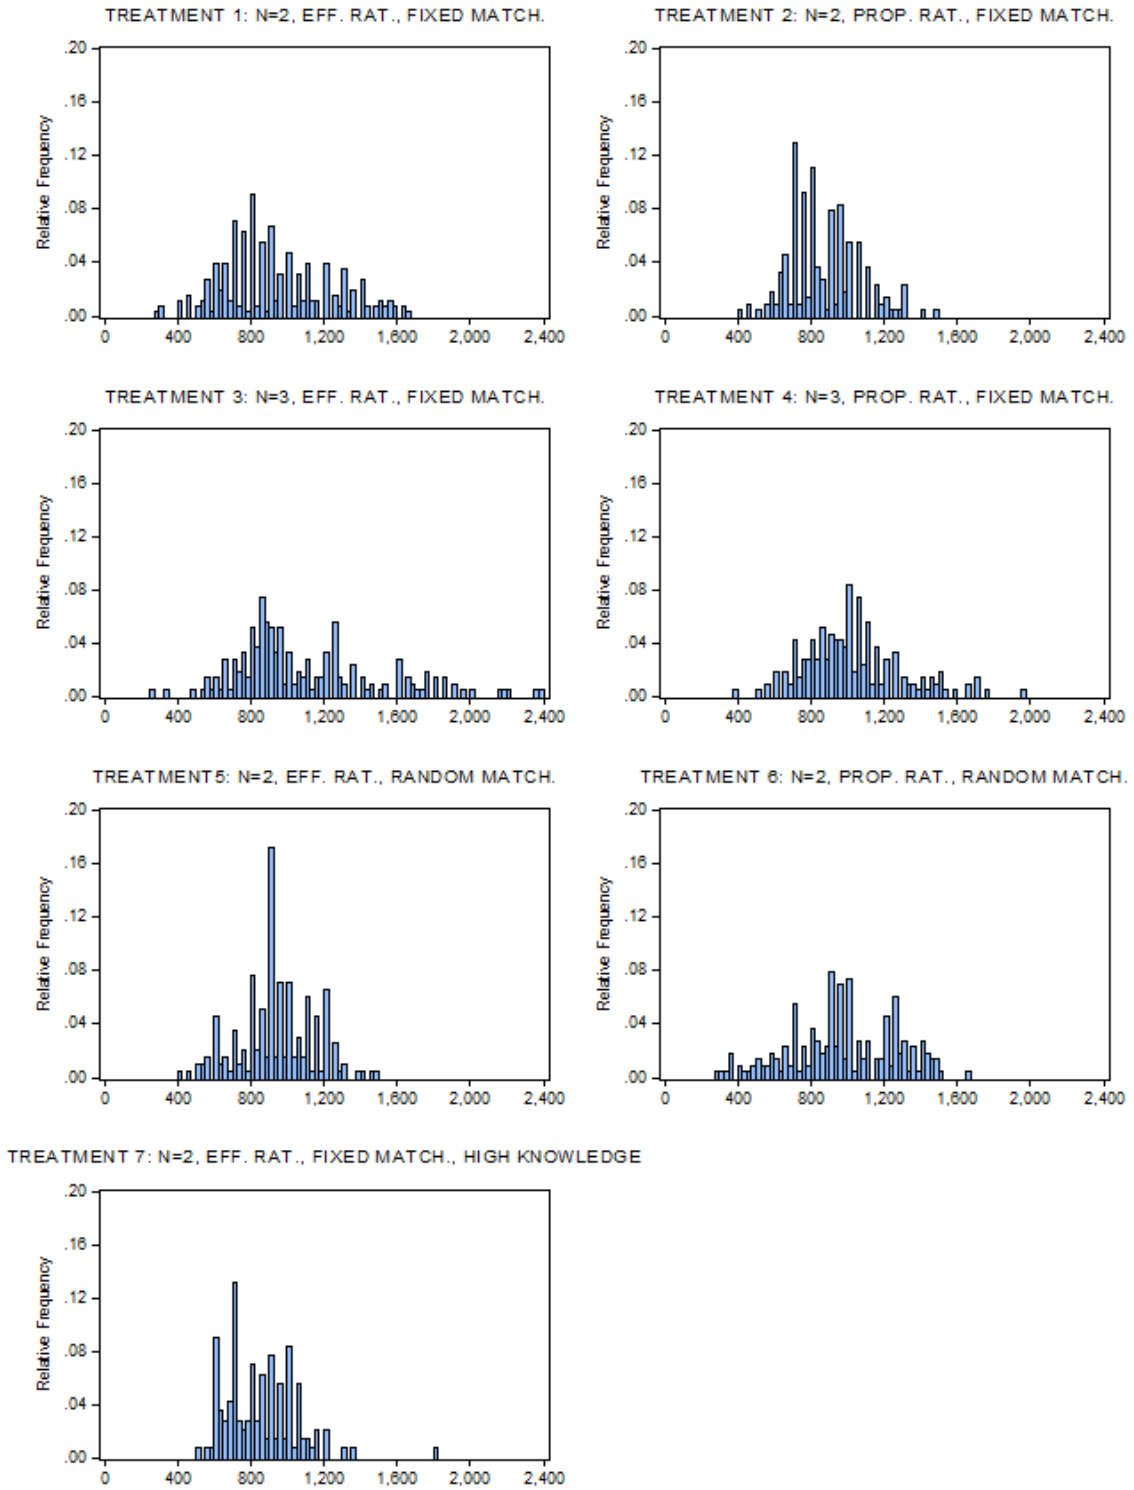 TREATMENT 1: N=2, EFF. RAT., FIXED MATCH.
.20
.16
.12
.08
.04
.00
Relative Frequency
0 400 800 1,200 1,600 2,000 2,400
TREATMENT 2: N=2, PROP. RAT., FIXED MATCH.
.20
.16
.12
.08
.04
.00
Relative Frequency
0 400 800 1,200 1,600 2,000 2,400
TREATMENT 3: N=3, EFF. RAT., FIXED MATCH.
.20
.16
.12
.08
.04
.00
Relative Frequency
0 400 800 1,200 1,600 2,000 2,400
TREATMENT 4: N=3, PROP. RAT., FIXED MATCH.
.20
.16
.12
.08
.04
.00
Relative Frequency
0 400 800 1,200 1,600 2,000 2,400
TREATMENT5: N=2, EFF. RAT., RANDOM MATCH.
.20
.16
.12
.08
.04
.00
Relative Frequency
0 400 800 1,200 1,600 2,000 2,400
TREATMENT 6: N=2, PROP. RAT., RANDOM MATCH.
.20
.16
.12
.08
.04
.00
Relative Frequency
0 400 800 1,200 1,600 2,000 2,400
TREATMENT 7: N=2, EFF. RAT., FIXED MATCH., HIGH KNOWLEDGE
.20
.16
.12
.08
.04
.00
Relative Frequency
0 400 800 1,200 1,600 2,000 2,400